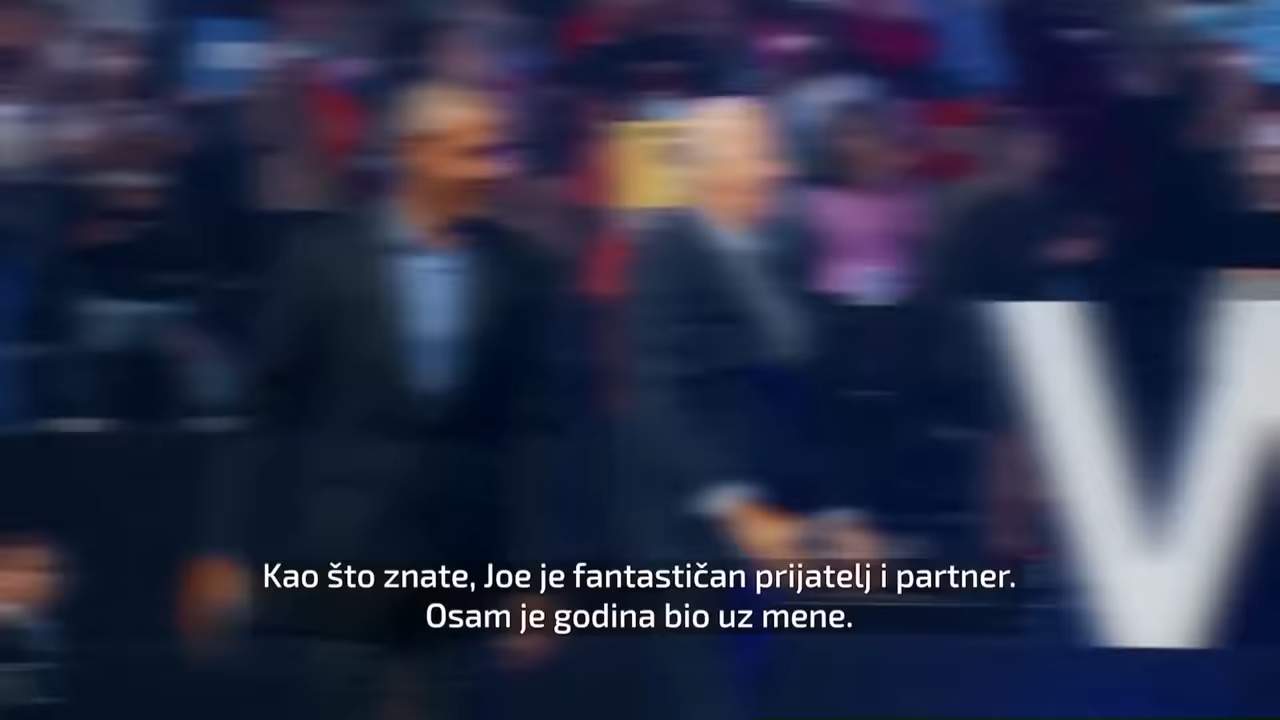 Kao što znate, Joe je fantastičan prijatelj i partner.
Osam je godina bio uz mene.